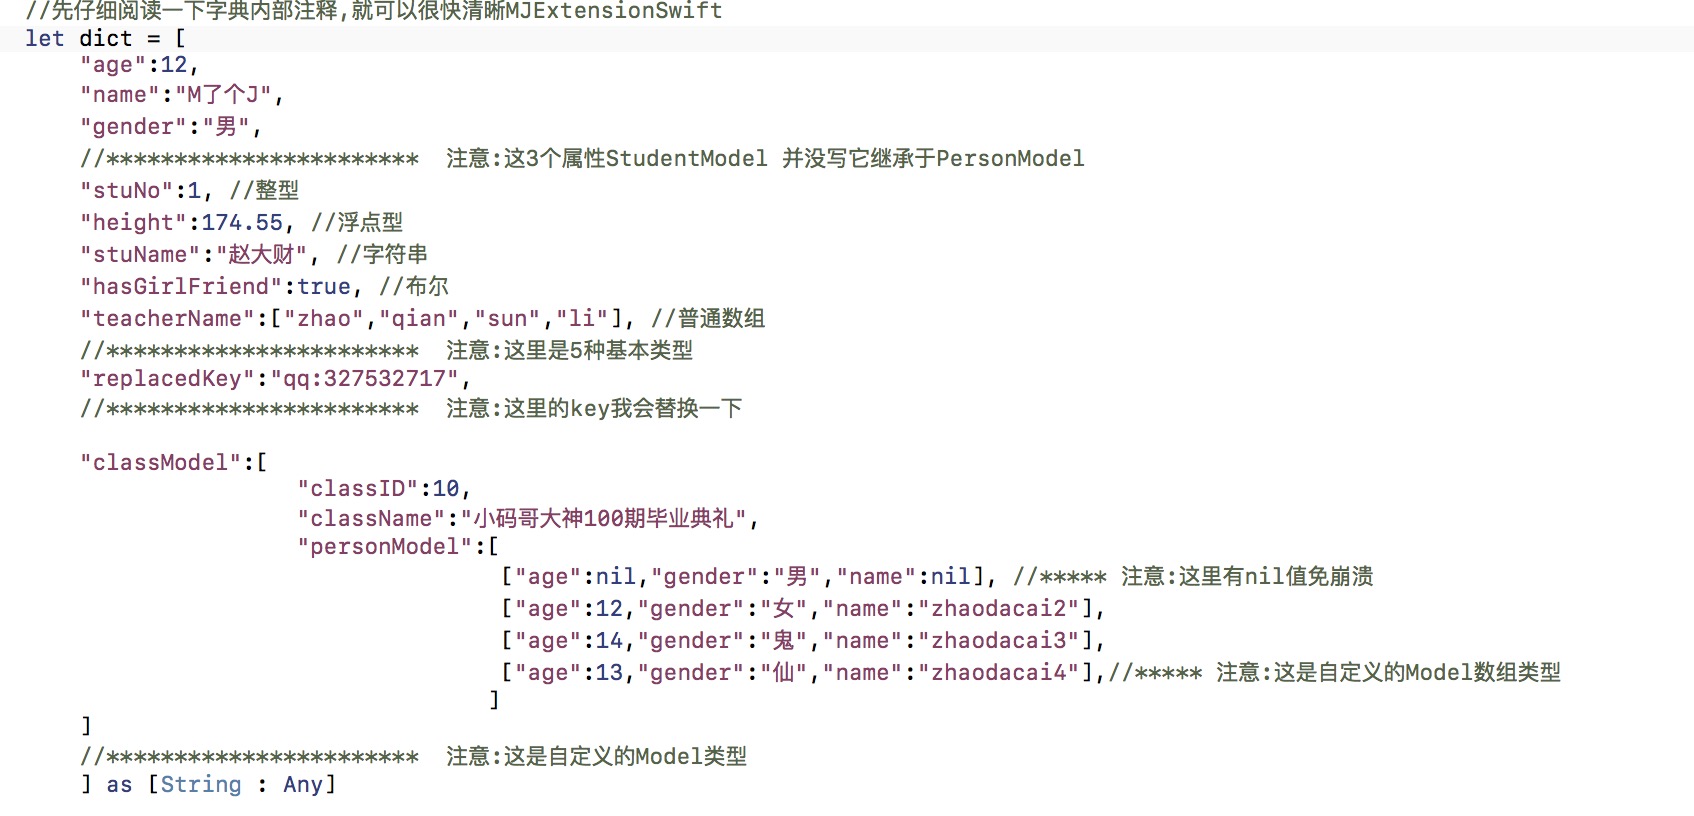 //先仔细阅读一下字典内部注释,就可以很快清晰MJExtensionSwift
let dict = [
"age":12,
"name":"M了个J",
"gender":"男",
//*********************** 注意:这3个属性StudentModel 并没写它继承于PersonModel
"stuNo":1, //整型
"height":174.55, //浮点型
"stuName":"赵大财", //字符串
"hasGirlFriend":true, //布尔
"teacherName":["zhao","qian","sun","li"], //普通数组
//*********************** 注意:这里是5种基本类型
"replacedKey":"qq:327532717",
//*********************** 注意:这里的key我会替换一下
"classModel":[
"classID":10,
"className":"小码哥大神100期毕业典礼",
"personModel":[
["age":nil,"gender":"男","name":nil], //***** 注意:这里有nil值免崩溃
["age":12,"gender":"女","name":"zhaodacai2"],
["age":14,"gender":"鬼","name":"zhaodacai3"],
["age":13,"gender":"仙","name":"zhaodacai4"],//***** 注意:这是自定义的Model数组类型
]
]
//*********************** 注意:这是自定义的Model类型
] as [String : Any]